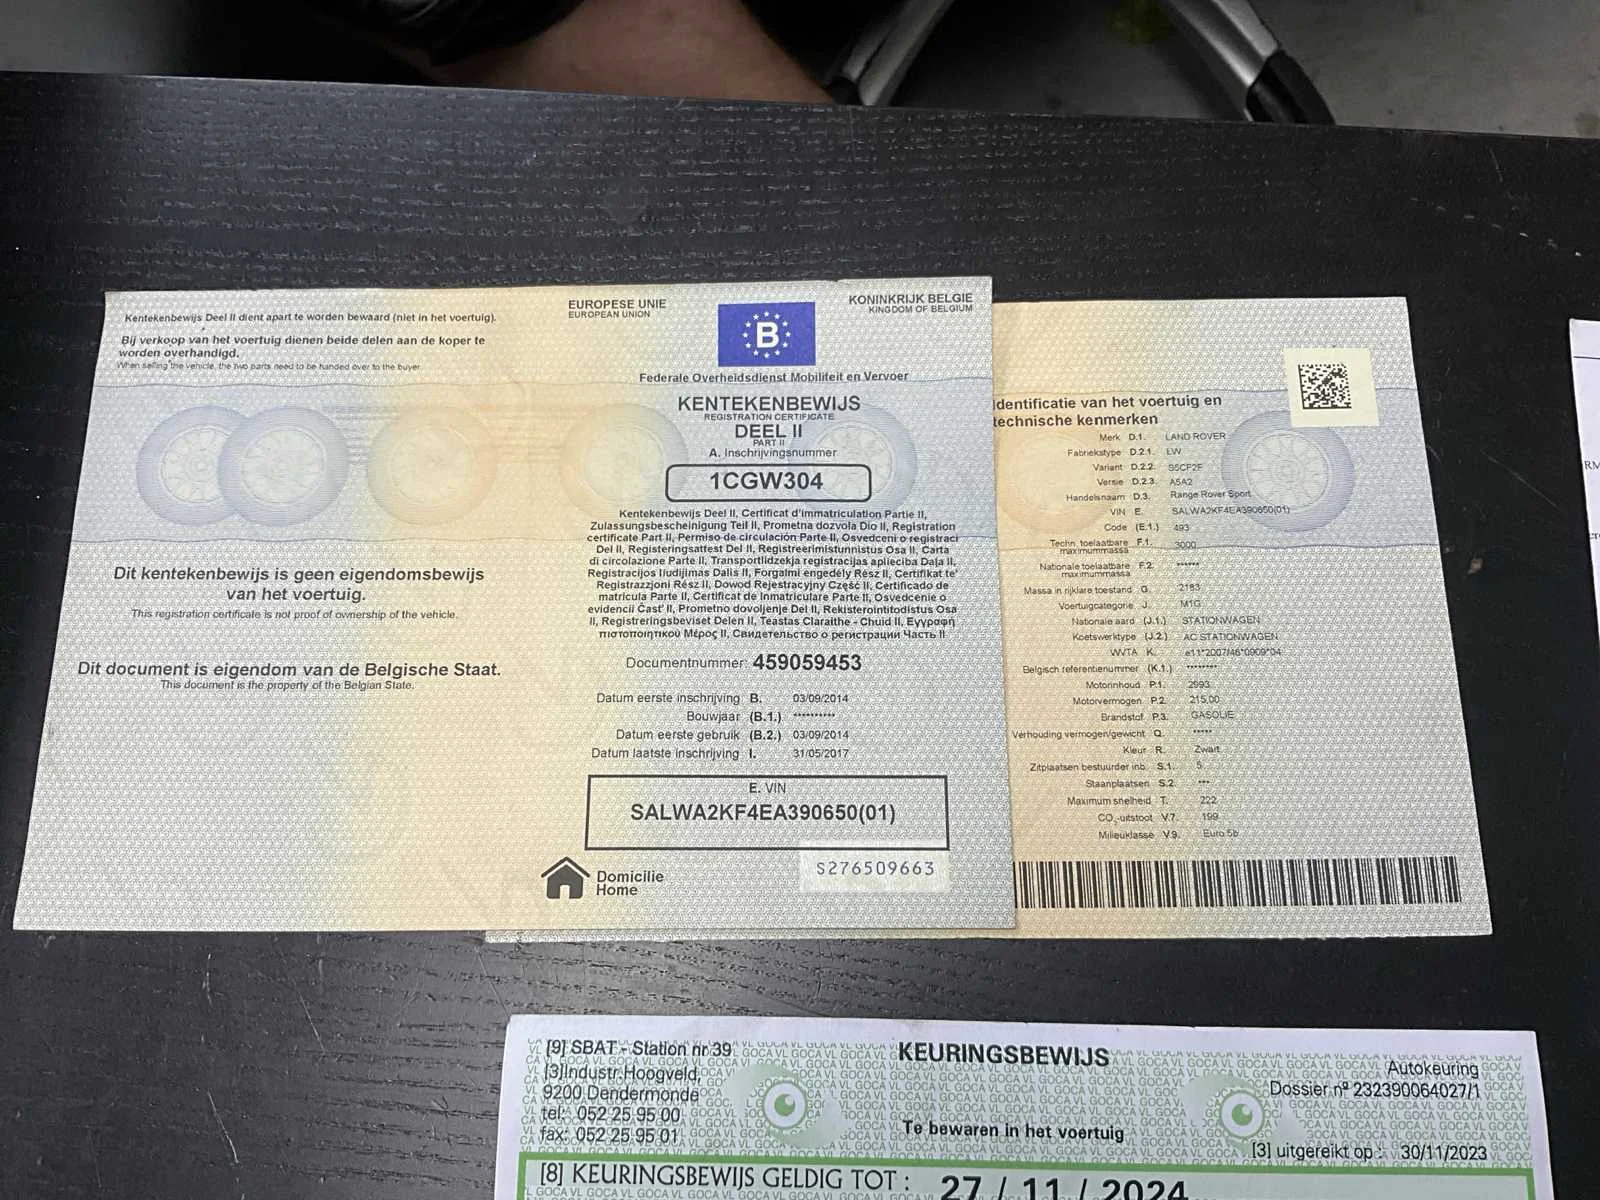 Kentekenbewijs Deel II dient apart te worden bewaard (niet in het voertuig).
Bij verkoop van het voertuig dienen beide delen aan de koper te
worden overhandigd.
When selling the vehicle, the two parts need to be handed over to the buyer
Dit kentekenbewijs is geen eigendomsbewijs
van het voertuig.
This registration certificate is not proof of ownership of the vehicle.
Dit document is eigendom van de Belgische Staat.
This document is the property of the Belgian State.
EUROPESE UNIE
EUROPEAN UNION
B
KONINKRIJK BELGIE
KINGDOM OF BELGIUM
Federale Overheidsdienst Mobiliteit en Vervoer
KENTEKENBEWIJS
REGISTRATION CERTIFICATE
DEEL II
PART II
A. Inschrijvingsnummer
1CGW304
Kentekenbewijs Deel II, Certificat d'immatriculation Partie II,
Zulassungsbescheinigung Teil II, Prometna dozvola Dio II, Registration
certificate Part II, Permiso de circulación Parte II, Osvedceni o registraci
Del II, Registreringsattest Del II, Registreerimistunnistus Osa II, Carta
di circolazione Parte II, Transportlidzekja registracijas aplieciba Daja II,
Registracijos liudijimas Dalis II, Forgalmi engedély Rész II, Certifikat te'
Registrazzjoni Rész II, Dowod Rejestracyjny Część II, Certificado de
matricula Parte II, Certificat de Inmatriculare Parte II, Osvedcenie o
evidencii Čast' II, Prometno dovoljenje Del II, Rekisterointitodistus Osa
II, Registreringsbeviset Delen II, Teastas Claraithe - Chuid II, Εγγραφή
πιστοποιητικού Μέρος II, Свидетельство о регистрации Часть II
Documentnummer: 459059453
Datum eerste inschrijving B. 03/09/2014
Bouwjaar (B.1.) **********
Datum eerste gebruik (B.2.) 03/09/2014
Datum laatste inschrijving I. 31/05/2017
E. VIN
SALWA2KF4EA390650(01)
S276509663
Domicilie
Home
Identificatie van het voertuig en
technische kenmerken
Merk D.1. LAND ROVER
Fabriekstype D.2.1. LW
Variant D.2.2. S5CF2F
Versie D.2.3. A5A2
Handelsnaam D.3. Range Rover Sport
VIN E. SALWA2KF4EA390650(01)
Code (E.1.) 493
Techn. toelaatbare F.1. 3000
maximummassa
Nationale toelaatbare F.2. ******
maximummassa
Massa in rijklare toestand G. 2183
Voertuigcategorie J. M1G
Nationale aard (J.1.) STATIONWAGEN
Koetswerktype (J.2.) AC STATIONWAGEN
WVTA K. e11*2007/46*0909*04
Belgisch referentienummer (K.1.) ********
Motorinhoud P.1. 2993
Motorvermogen P.2. 215,00
Brandstof P.3. GASOLIE
Verhouding vermogen/gewicht Q. *****
Kleur R. Zwart
Zitplaatsen bestuurder inb. S.1. 5
Staanplaatsen S.2. ***
Maximum snelheid T. 222
CO2-uitstoot V.7. 199
Milieuklasse V.9. Euro 5b
[9] SBAT - Station nr 39
[3]Industr.Hoogveld,
9200 Dendermonde
tel: 052 25 95 00
fax: 052 25 95 01
KEURINGSBEWIJS
Te bewaren in het voertuig
Autokeuring
Dossier nº 232390064027/1
[3] uitgereikt op : 30/11/2023
[8] KEURINGSBEWIJS GELDIG TOT : 27 / 11 / 2024